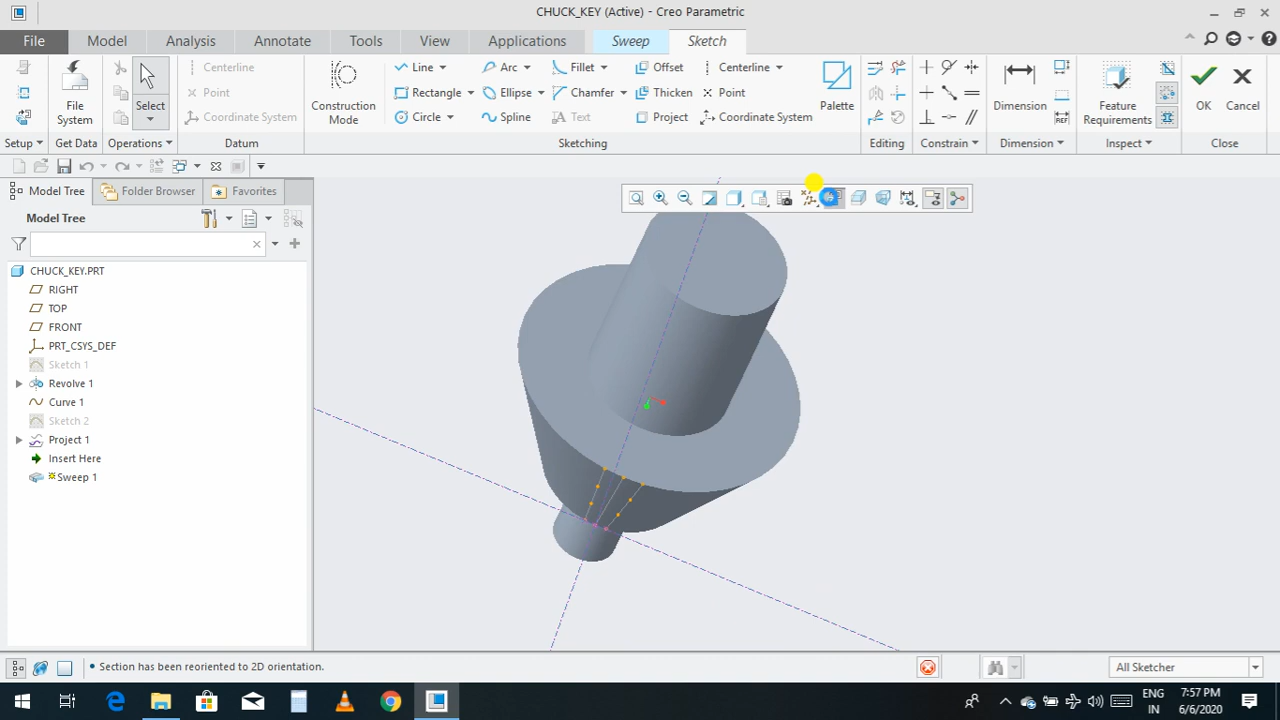 CHUCK_KEY (Active) - Creo Parametric
File Model Analysis Annotate Tools View Applications Sweep Sketch
Line Arc Fillet Offset Centerline
Centerline
Rectangle Ellipse Chamfer Thicken Point
Point
Circle Spline Text Project Coordinate System
Coordinate System
File System
Select
Construction Mode
Palette
Dimension
Feature Requirements
OK
Cancel
Setup Get Data Operations Datum Sketching Editing Constrain Dimension Inspect Close
Model Tree Folder Browser Favorites
Model Tree
CHUCK_KEY.PRT
RIGHT
TOP
FRONT
PRT_CSYS_DEF
Sketch 1
Revolve 1
Curve 1
Sketch 2
Project 1
Insert Here
Sweep 1
• Section has been reoriented to 2D orientation.
All Sketcher
ENG
IN
7:57 PM
6/6/2020